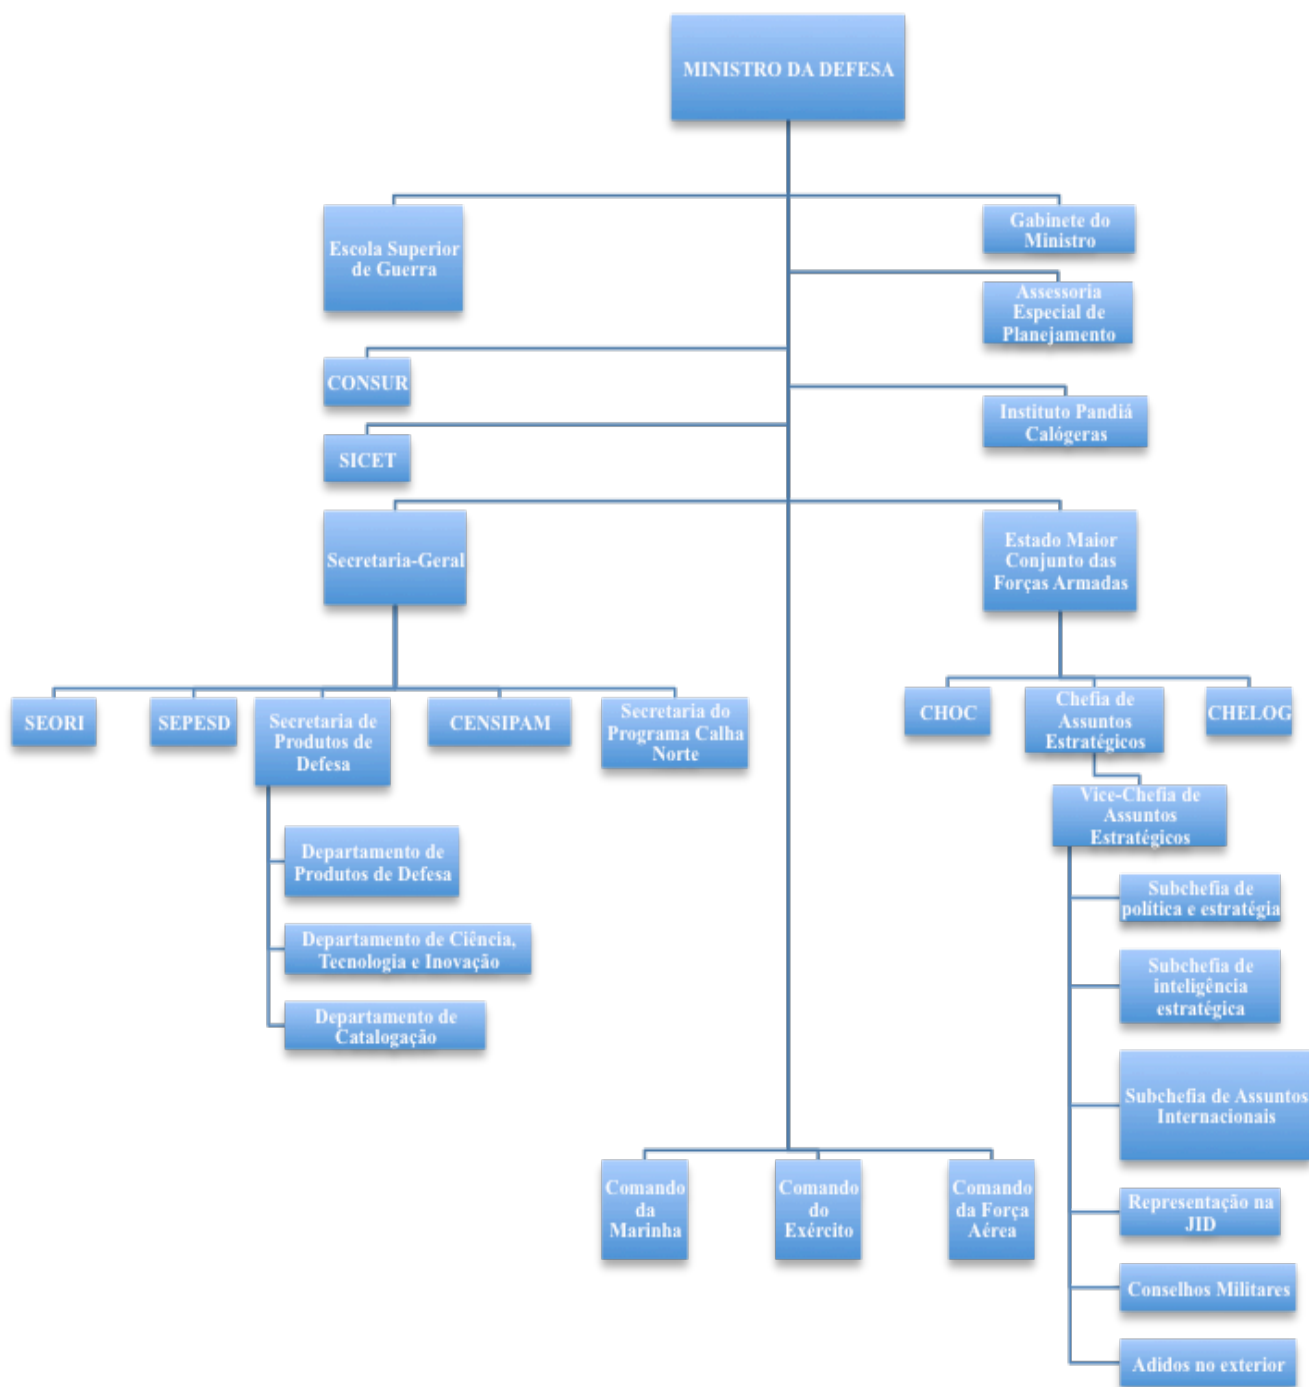 MINISTRO DA DEFESA
Escola Superior
de Guerra
Gabinete do
Ministro
Assessoria
Especial de
Planejamento
CONSUR
Instituto Pandiá
Calógeras
SICET
Secretaria-Geral
Estado Maior
Conjunto das
Forças Armadas
SEORI
SEPESD
Secretaria de
Produtos de
Defesa
CENSIPAM
Secretaria do
Programa Calha
Norte
CHOC
Chefia de
Assuntos
Estratégicos
CHELOG
Vice-Chefia de
Assuntos
Estratégicos
Departamento de
Produtos de Defesa
Departamento de Ciência,
Tecnologia e Inovação
Departamento de
Catalogação
Subchefia de
política e estratégia
Subchefia de
inteligência
estratégica
Subchefia de Assuntos
Internacionais
Representação na
JID
Conselhos Militares
Adidos no exterior
Comando
da
Marinha
Comando
do
Exército
Comando
da Força
Aérea